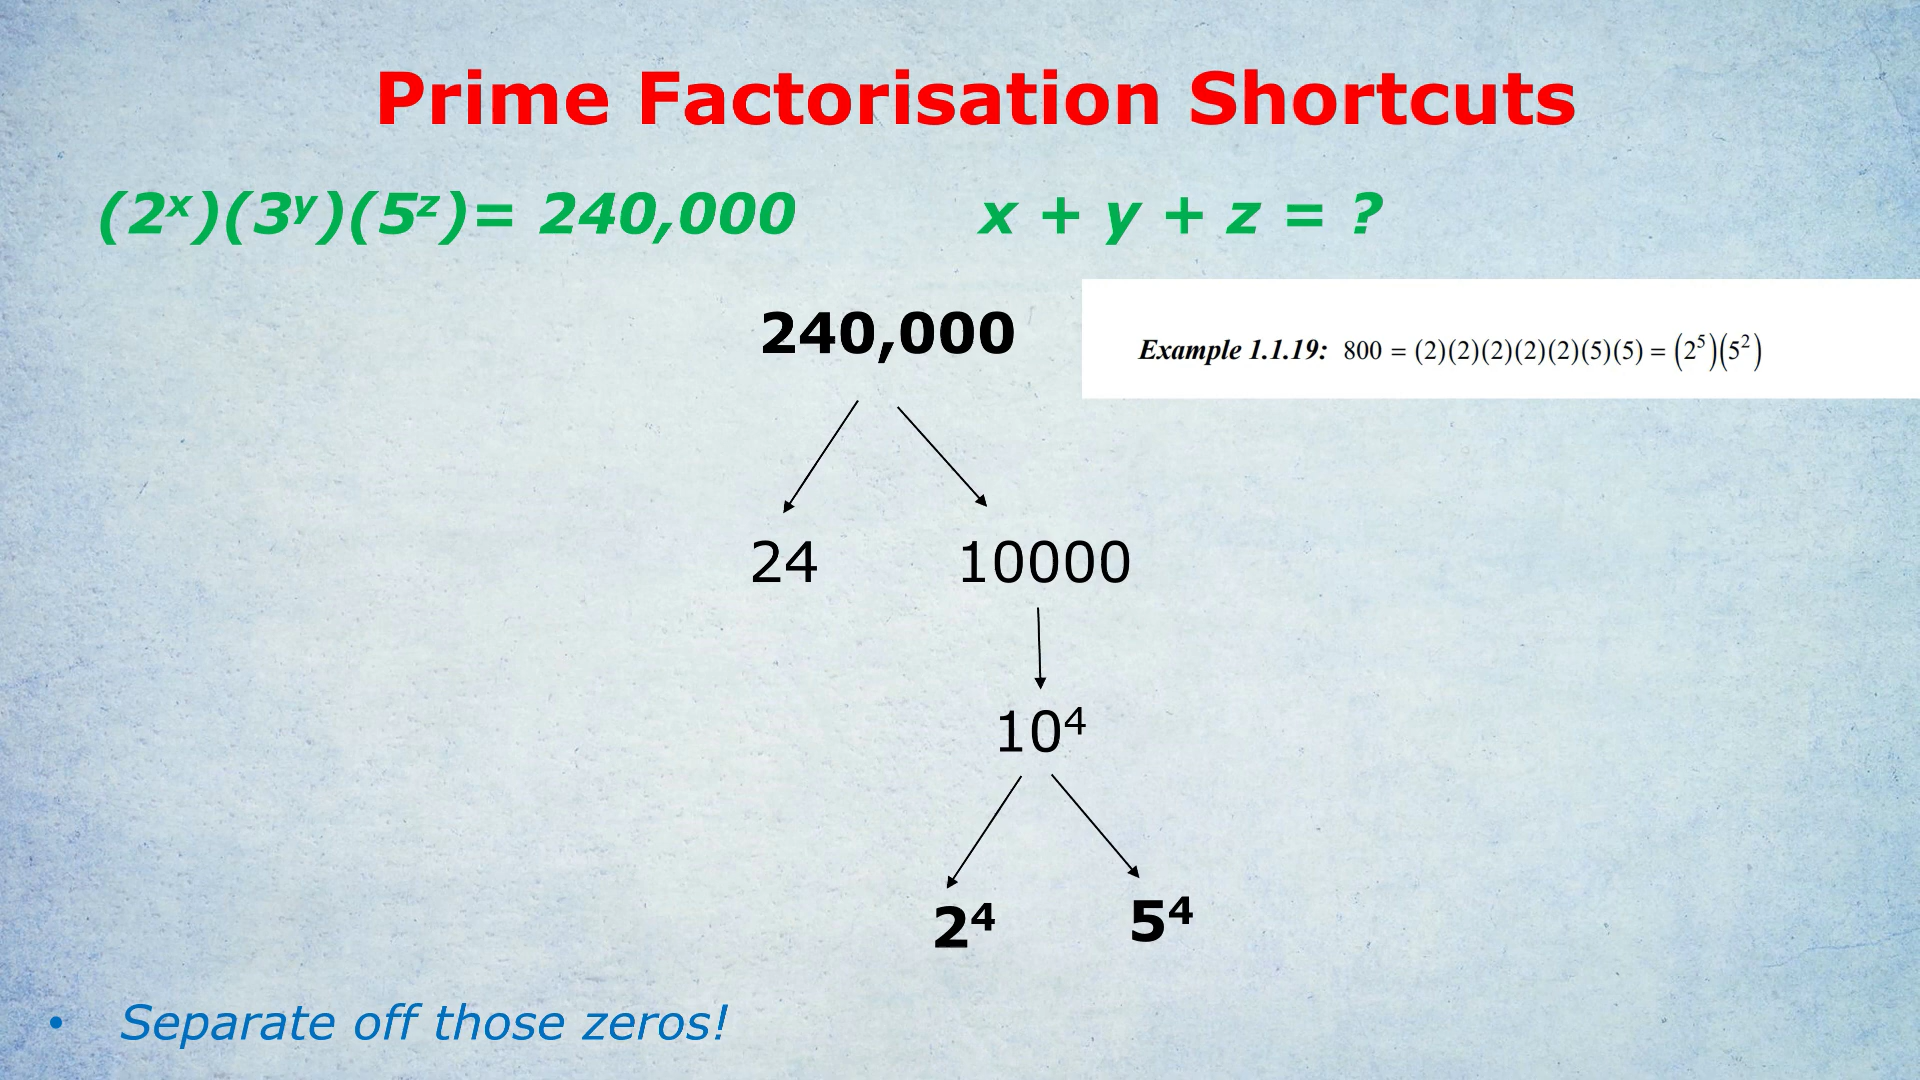 Prime Factorisation Shortcuts
(2ˣ)(3ʸ)(5ᶻ)= 240,000 x + y + z = ?
240,000
Example 1.1.19: 800 = (2)(2)(2)(2)(2)(5)(5) = (2⁵)(5²)
24 10000
10⁴
2⁴ 5⁴
• Separate off those zeros!